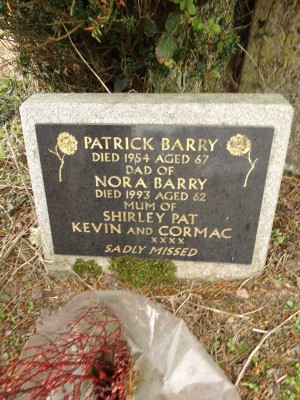 PATRICK BARRY
DIED 1954 AGED 67
DAD OF
NORA BARRY
DIED 1993 AGED 62
MUM OF
SHIRLEY PAT
KEVIN AND CORMAC
XXXX
SADLY MISSED